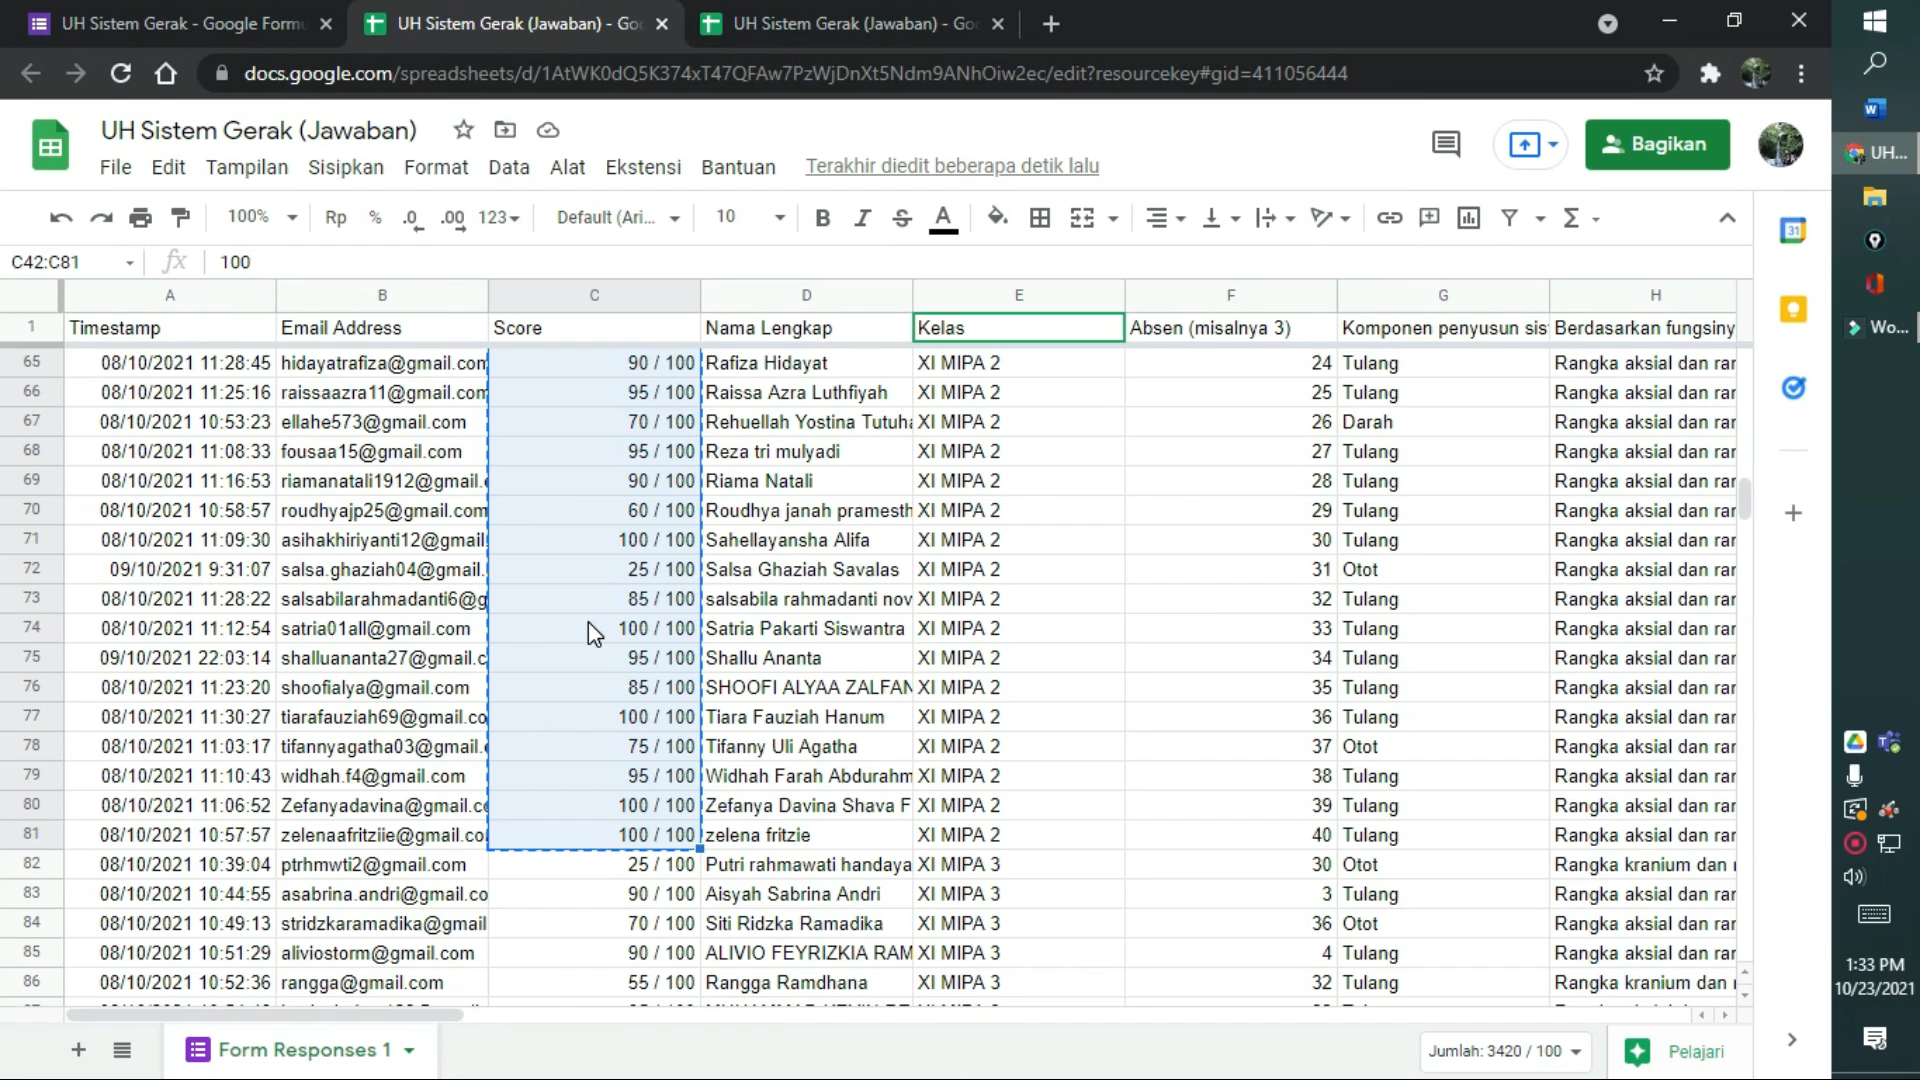 UH Sistem Gerak - Google Formu
UH Sistem Gerak (Jawaban) - Goo
UH Sistem Gerak (Jawaban) - Goo
docs.google.com/spreadsheets/d/1AtWK0dQ5K374xT47QFAw7PzWjDnXt5Ndm9ANhOiw2ec/edit?resourcekey#gid=411056444
UH Sistem Gerak (Jawaban)
File Edit Tampilan Sisipkan Format Data Alat Ekstensi Bantuan Terakhir diedit beberapa detik lalu
Bagikan
100% Rp % .0 .00 123 Default (Ari... 10 B I S A
C42:C81 fx 100
A B C D E F G H
1 Timestamp Email Address Score Nama Lengkap Kelas Absen (misalnya 3) Komponen penyusun sis Berdasarkan fungsiny
65 08/10/2021 11:28:45 hidayatrafiza@gmail.com 90 / 100 Rafiza Hidayat XI MIPA 2 24 Tulang Rangka aksial dan rar
66 08/10/2021 11:25:16 raissaazra11@gmail.com 95 / 100 Raissa Azra Luthfiyah XI MIPA 2 25 Tulang Rangka aksial dan rar
67 08/10/2021 10:53:23 ellahe573@gmail.com 70 / 100 Rehuellah Yostina Tutuha XI MIPA 2 26 Darah Rangka aksial dan rar
68 08/10/2021 11:08:33 fousaa15@gmail.com 95 / 100 Reza tri mulyadi XI MIPA 2 27 Tulang Rangka aksial dan rar
69 08/10/2021 11:16:53 riamanatali1912@gmail. 90 / 100 Riama Natali XI MIPA 2 28 Tulang Rangka aksial dan rar
70 08/10/2021 10:58:57 roudhyajp25@gmail.com 60 / 100 Roudhya janah pramesth XI MIPA 2 29 Tulang Rangka aksial dan rar
71 08/10/2021 11:09:30 asihakhiriyanti12@gmail 100 / 100 Sahellayansha Alifa XI MIPA 2 30 Tulang Rangka aksial dan rar
72 09/10/2021 9:31:07 salsa.ghaziah04@gmail. 25 / 100 Salsa Ghaziah Savalas XI MIPA 2 31 Otot Rangka aksial dan rar
73 08/10/2021 11:28:22 salsabilarahmadanti6@g 85 / 100 salsabila rahmadanti nov XI MIPA 2 32 Tulang Rangka aksial dan rar
74 08/10/2021 11:12:54 satria01all@gmail.com 100 / 100 Satria Pakarti Siswantra XI MIPA 2 33 Tulang Rangka aksial dan rar
75 09/10/2021 22:03:14 shalluananta27@gmail.c 95 / 100 Shallu Ananta XI MIPA 2 34 Tulang Rangka aksial dan rar
76 08/10/2021 11:23:20 shoofialya@gmail.com 85 / 100 SHOOFI ALYAA ZALFAN XI MIPA 2 35 Tulang Rangka aksial dan rar
77 08/10/2021 11:30:27 tiarafauziah69@gmail.co 100 / 100 Tiara Fauziah Hanum XI MIPA 2 36 Tulang Rangka aksial dan rar
78 08/10/2021 11:03:17 tifannyagatha03@gmail. 75 / 100 Tifanny Uli Agatha XI MIPA 2 37 Otot Rangka aksial dan rar
79 08/10/2021 11:10:43 widhah.f4@gmail.com 95 / 100 Widhah Farah Abdurahm XI MIPA 2 38 Tulang Rangka aksial dan rar
80 08/10/2021 11:06:52 Zefanyadavina@gmail.co 100 / 100 Zefanya Davina Shava F XI MIPA 2 39 Tulang Rangka aksial dan rar
81 08/10/2021 10:57:57 zelenaafritziie@gmail.co 100 / 100 zelena fritzie XI MIPA 2 40 Tulang Rangka aksial dan rar
82 08/10/2021 10:39:04 ptrhmwti2@gmail.com 25 / 100 Putri rahmawati handaya XI MIPA 3 30 Otot Rangka kranium dan
83 08/10/2021 10:44:55 asabrina.andri@gmail.co 90 / 100 Aisyah Sabrina Andri XI MIPA 3 3 Tulang Rangka aksial dan rar
84 08/10/2021 10:49:13 stridzkaramadika@gmail 70 / 100 Siti Ridzka Ramadika XI MIPA 3 36 Otot Rangka aksial dan rar
85 08/10/2021 10:51:29 aliviostorm@gmail.com 90 / 100 ALIVIO FEYRIZKIA RAM XI MIPA 3 4 Tulang Rangka aksial dan rar
86 08/10/2021 10:52:36 rangga@gmail.com 55 / 100 Rangga Ramdhana XI MIPA 3 32 Tulang Rangka kranium dan
Form Responses 1
Jumlah: 3420 / 100
Pelajari
31
UH...
Wo...
1:33 PM
10/23/2021